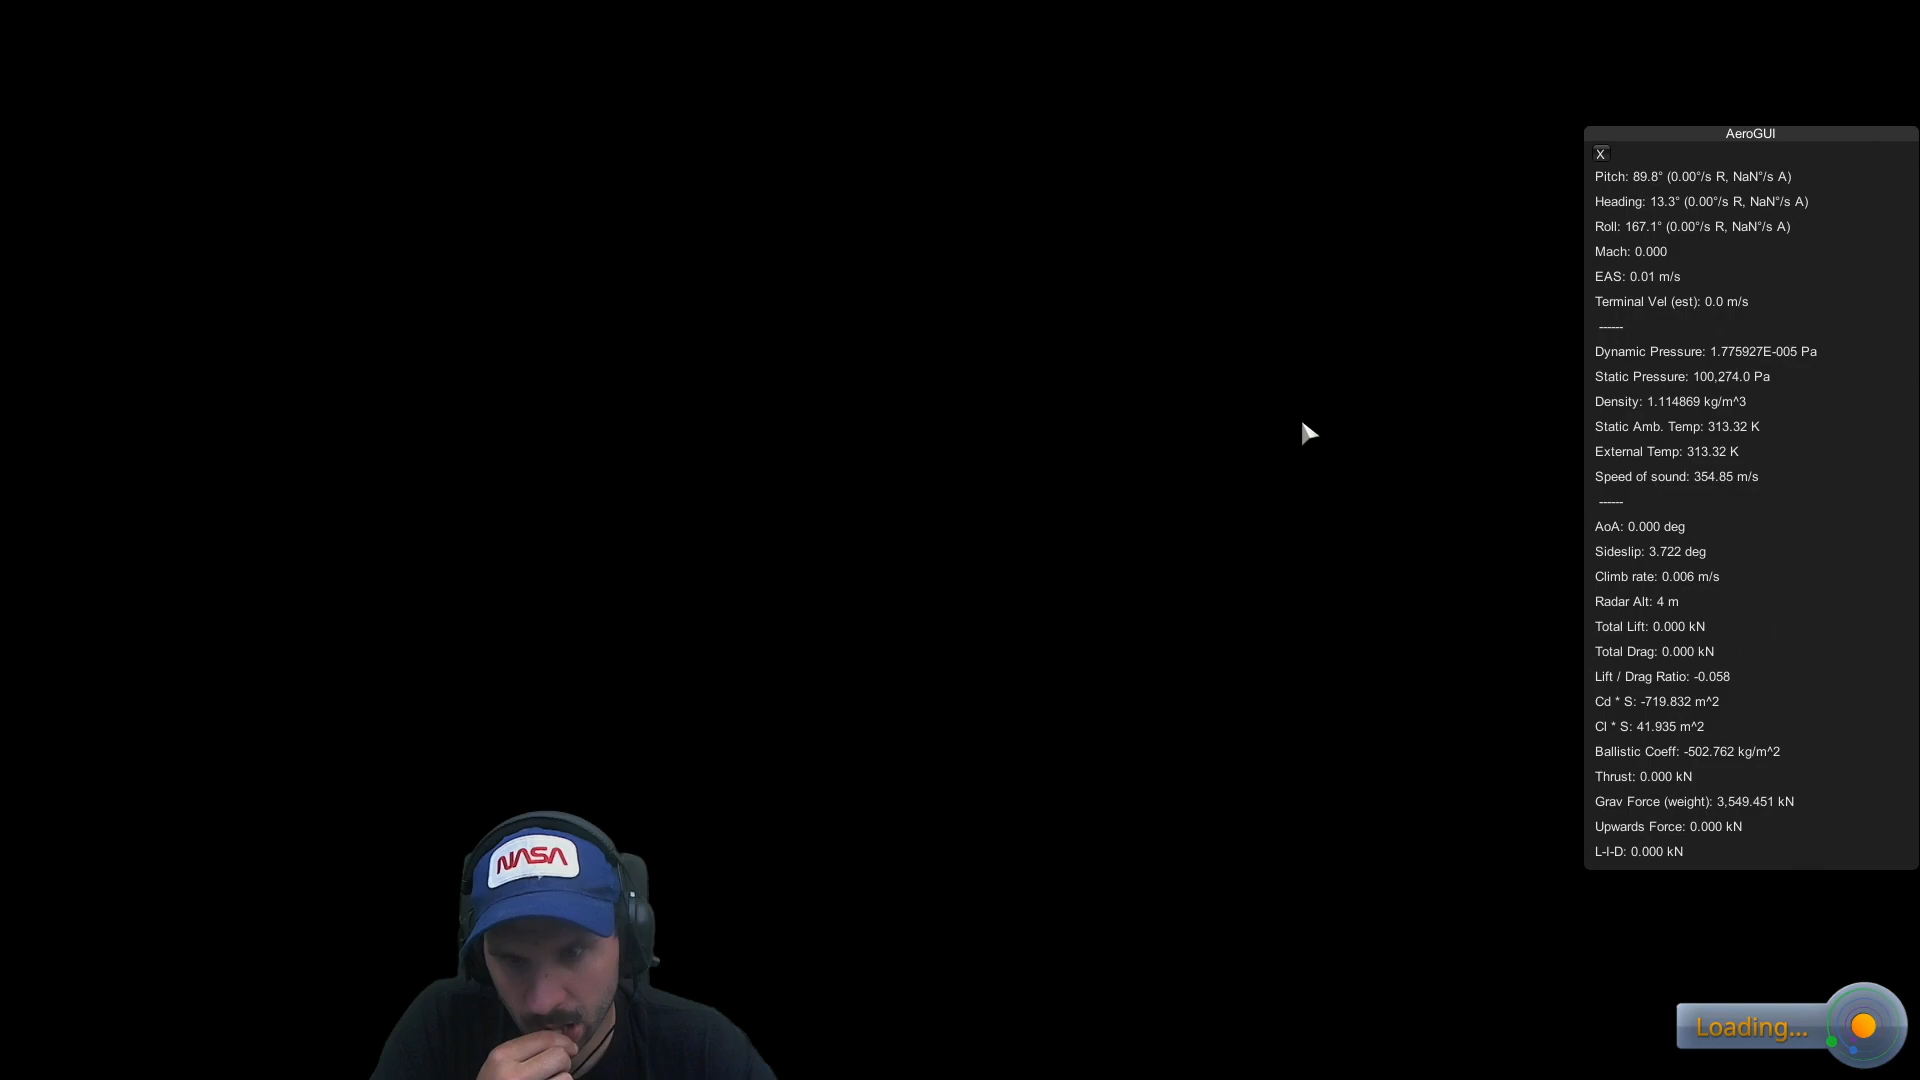 AeroGUI
X
Pitch: 89.8° (0.00°/s R, NaN°/s A)
Heading: 13.3° (0.00°/s R, NaN°/s A)
Roll: 167.1° (0.00°/s R, NaN°/s A)
Mach: 0.000
EAS: 0.01 m/s
Terminal Vel (est): 0.0 m/s
------
Dynamic Pressure: 1.775927E-005 Pa
Static Pressure: 100,274.0 Pa
Density: 1.114869 kg/m^3
Static Amb. Temp: 313.32 K
External Temp: 313.32 K
Speed of sound: 354.85 m/s
------
AoA: 0.000 deg
Sideslip: 3.722 deg
Climb rate: 0.006 m/s
Radar Alt: 4 m
Total Lift: 0.000 kN
Total Drag: 0.000 kN
Lift / Drag Ratio: -0.058
Cd * S: -719.832 m^2
Cl * S: 41.935 m^2
Ballistic Coeff: -502.762 kg/m^2
Thrust: 0.000 kN
Grav Force (weight): 3,549.451 kN
Upwards Force: 0.000 kN
L-I-D: 0.000 kN
NASA
Loading...